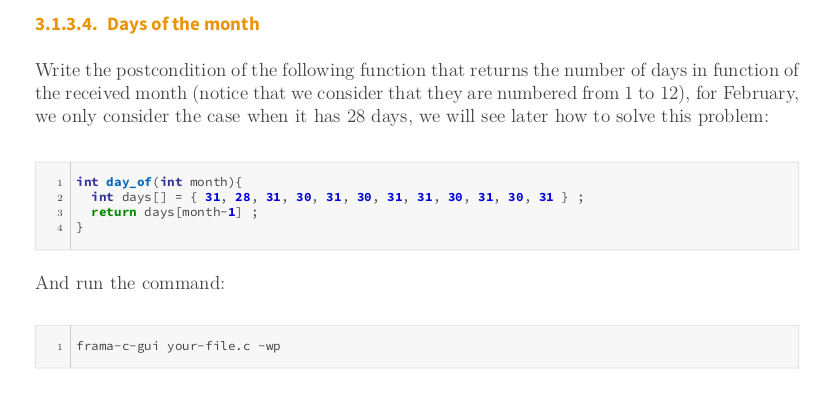 3.1.3.4. Days of the month
Write the postcondition of the following function that returns the number of days in function of
the received month (notice that we consider that they are numbered from 1 to 12), for February,
we only consider the case when it has 28 days, we will see later how to solve this problem:
1 int day_of(int month){
2   int days[] = { 31, 28, 31, 30, 31, 30, 31, 31, 30, 31, 30, 31 } ;
3   return days[month-1] ;
4 }
And run the command:
1 frama-c-gui your-file.c -wp